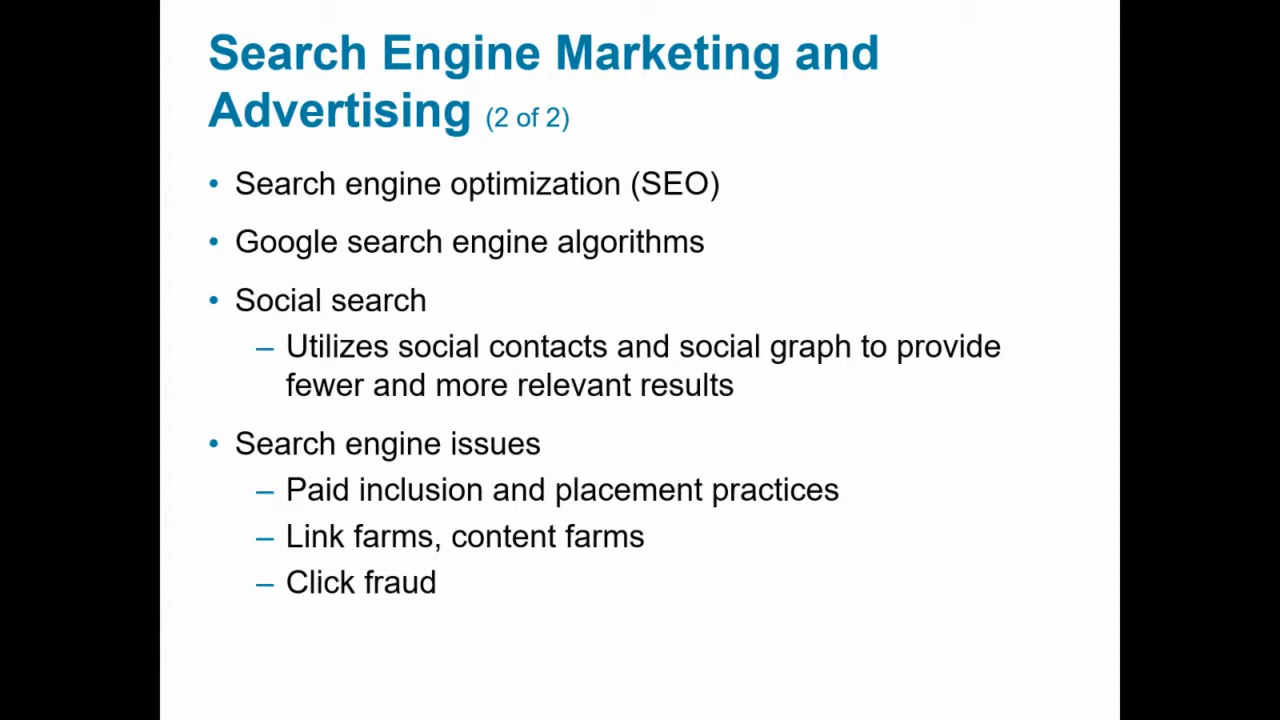 Search Engine Marketing and
Advertising (2 of 2)
• Search engine optimization (SEO)
• Google search engine algorithms
• Social search
– Utilizes social contacts and social graph to provide
fewer and more relevant results
• Search engine issues
– Paid inclusion and placement practices
– Link farms, content farms
– Click fraud